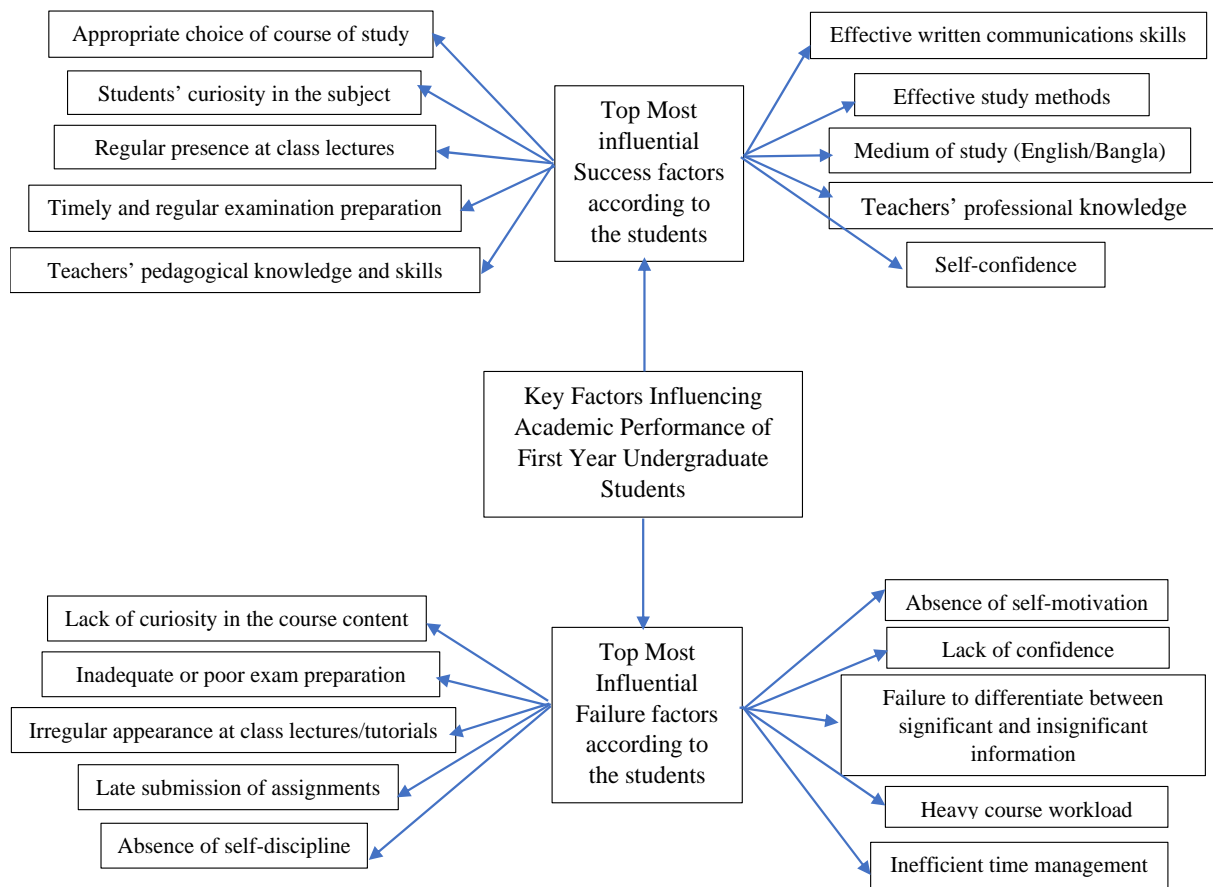 Appropriate choice of course of study
Students’ curiosity in the subject
Regular presence at class lectures
Timely and regular examination preparation
Teachers’ pedagogical knowledge and skills
Top Most
influential
Success factors
according to
the students
Effective written communications skills
Effective study methods
Medium of study (English/Bangla)
Teachers’ professional knowledge
Self-confidence
Key Factors Influencing
Academic Performance of
First Year Undergraduate
Students
Lack of curiosity in the course content
Inadequate or poor exam preparation
Irregular appearance at class lectures/tutorials
Late submission of assignments
Absence of self-discipline
Top Most
Influential
Failure factors
according to
the students
Absence of self-motivation
Lack of confidence
Failure to differentiate between
significant and insignificant
information
Heavy course workload
Inefficient time management